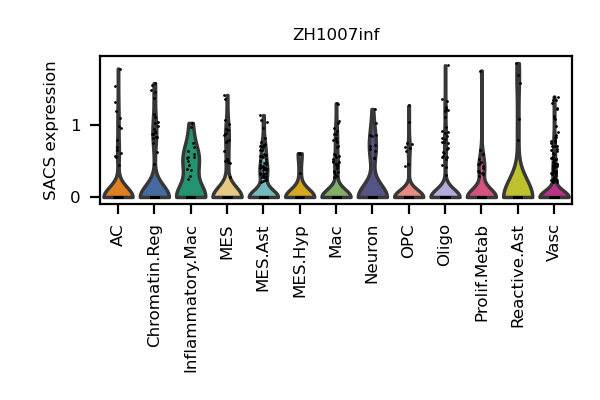 ZH1007inf
SACS expression
1
0
AC
Chromatin.Reg
Inflammatory.Mac
MES
MES.Ast
MES.Hyp
Mac
Neuron
OPC
Oligo
Prolif.Metab
Reactive.Ast
Vasc